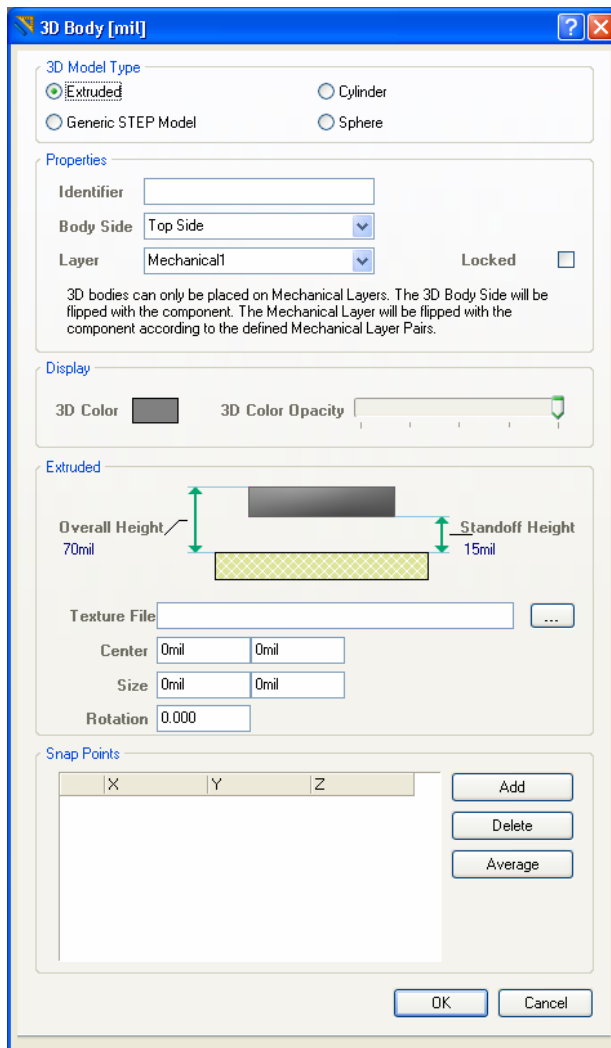 3D Body [mil]
3D Model Type
Extruded
Cylinder
Generic STEP Model
Sphere
Properties
Identifier
Body Side Top Side
Layer Mechanical1 Locked
3D bodies can only be placed on Mechanical Layers. The 3D Body Side will be
flipped with the component. The Mechanical Layer will be flipped with the
component according to the defined Mechanical Layer Pairs.
Display
3D Color 3D Color Opacity
Extruded
Overall Height Standoff Height
70mil 15mil
Texture File ...
Center 0mil 0mil
Size 0mil 0mil
Rotation 0.000
Snap Points
X Y Z
Add
Delete
Average
OK Cancel